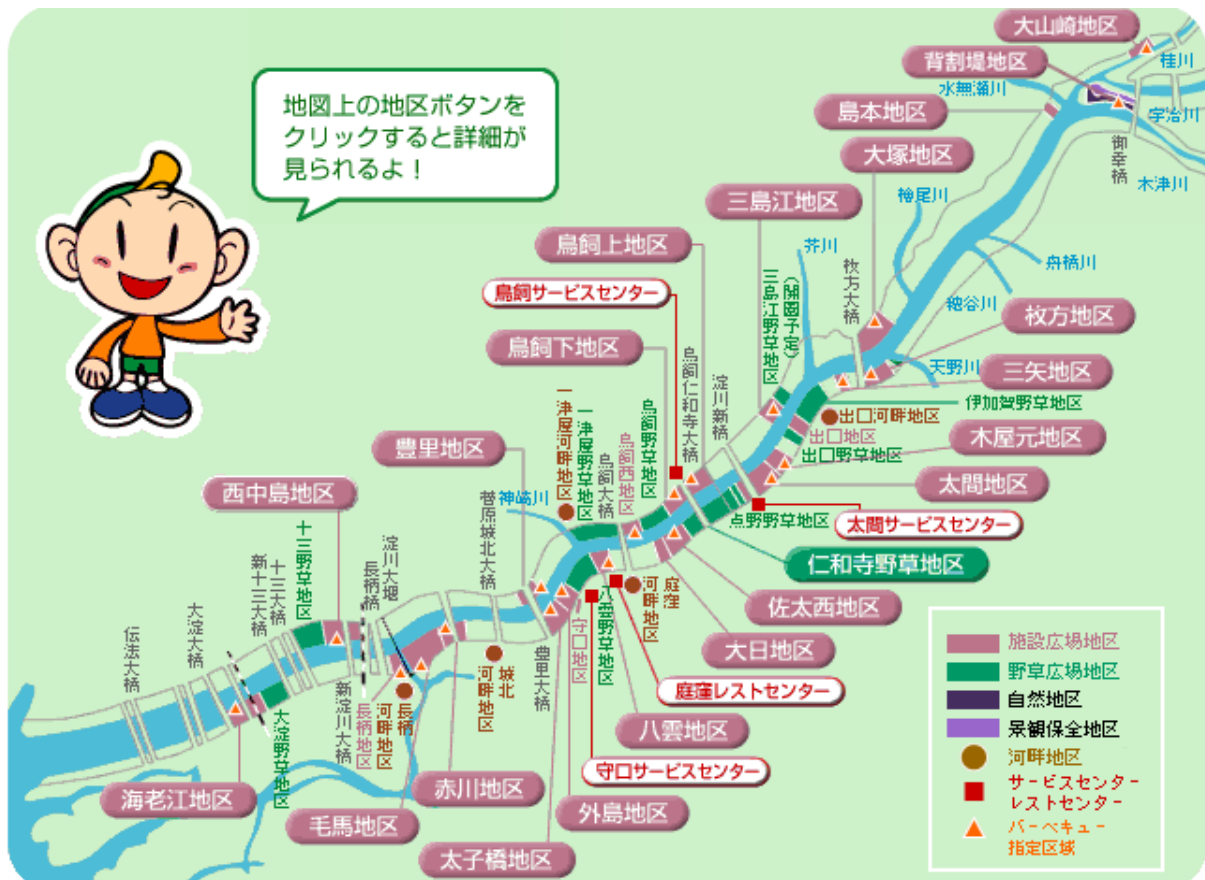 地図上の地区ボタンを
クリックすると詳細が
見られるよ！
大山崎地区
背割堤地区
桂川
水無瀬川
宇治川
島本地区
御幸橋
木津川
大塚地区
檜尾川
三島江地区
芥川
舟橋川
鳥飼上地区
枚方大橋
穂谷川
鳥飼サービスセンター
三島江野草地区
(開園予定)
枚方地区
鳥飼下地区
天野川
三矢地区
鳥飼仁和寺大橋
淀川新橋
伊加賀野草地区
出口河畔地区
出口地区
出口野草地区
木屋元地区
一津屋河畔地区
一津屋野草地区
鳥飼大橋
鳥飼西地区
鳥飼野草地区
豊里地区
太間地区
西中島地区
菅原城北大橋
神崎川
点野野草地区
太間サービスセンター
仁和寺野草地区
十三野草地区
淀川大堰
長柄橋
佐太西地区
庭窪
河畔地区
新十三大橋
十三大橋
大淀大橋
伝法大橋
八雲野草地区
守口地区
大日地区
城北
河畔地区
豊里大橋
庭窪レストセンター
新淀川大橋
長柄地区
長柄
河畔地区
大淀野草地区
八雲地区
守口サービスセンター
海老江地区
赤川地区
毛馬地区
外島地区
太子橋地区
施設広場地区
野草広場地区
自然地区
景観保全地区
河畔地区
サービスセンター
レストセンター
バーベキュー
指定区域